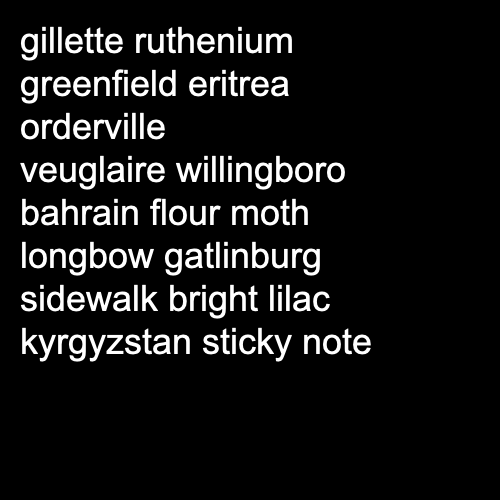 gillette ruthenium
greenfield eritrea
orderville
veuglaire willingboro
bahrain flour moth
longbow gatlinburg
sidewalk bright lilac
kyrgyzstan sticky note